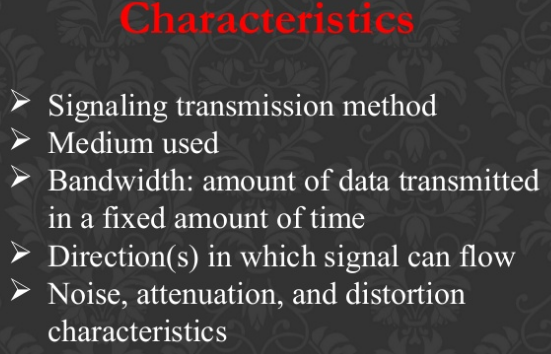 Characteristics
➢ Signaling transmission method
➢ Medium used
➢ Bandwidth: amount of data transmitted
in a fixed amount of time
➢ Direction(s) in which signal can flow
➢ Noise, attenuation, and distortion
characteristics